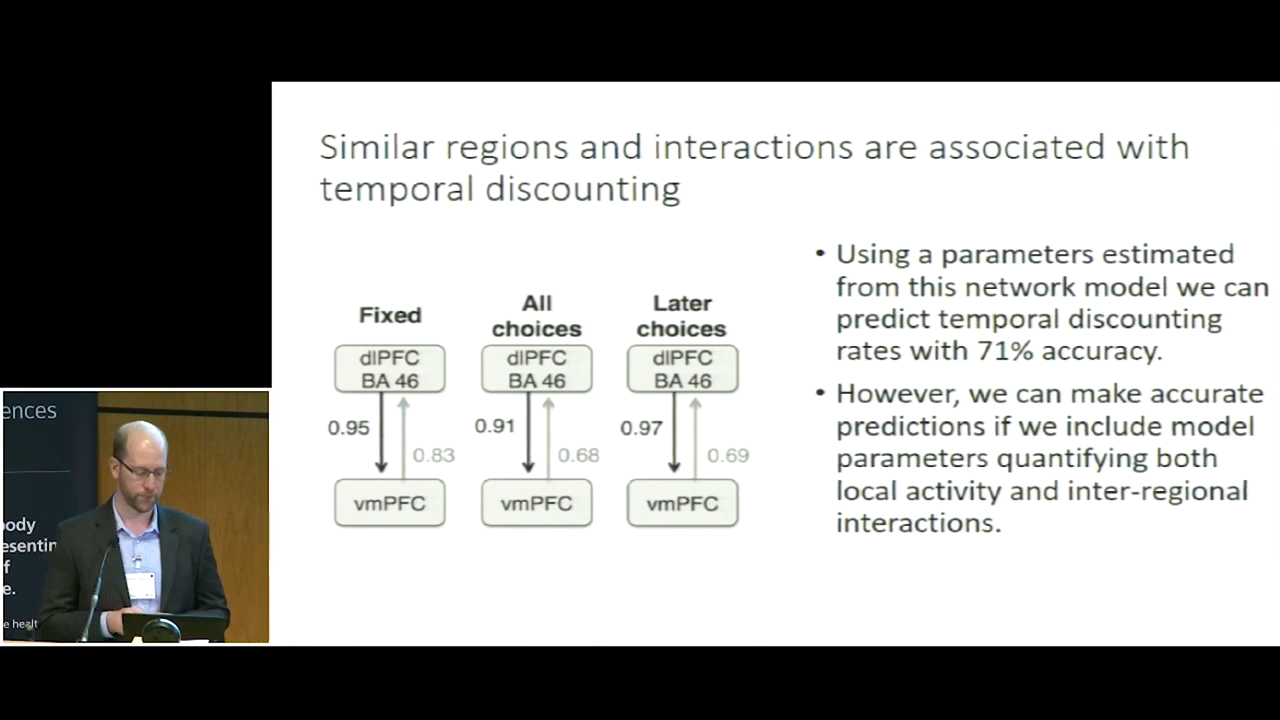 Similar regions and interactions are associated with
temporal discounting
Fixed
All
choices
Later
choices
dlPFC
BA 46
dlPFC
BA 46
dlPFC
BA 46
0.95
0.83
0.91
0.68
0.97
0.69
vmPFC
vmPFC
vmPFC
• Using a parameters estimated
from this network model we can
predict temporal discounting
rates with 71% accuracy.
• However, we can make accurate
predictions if we include model
parameters quantifying both
local activity and inter-regional
interactions.
ences
ody
esentin
f
e.
e healt